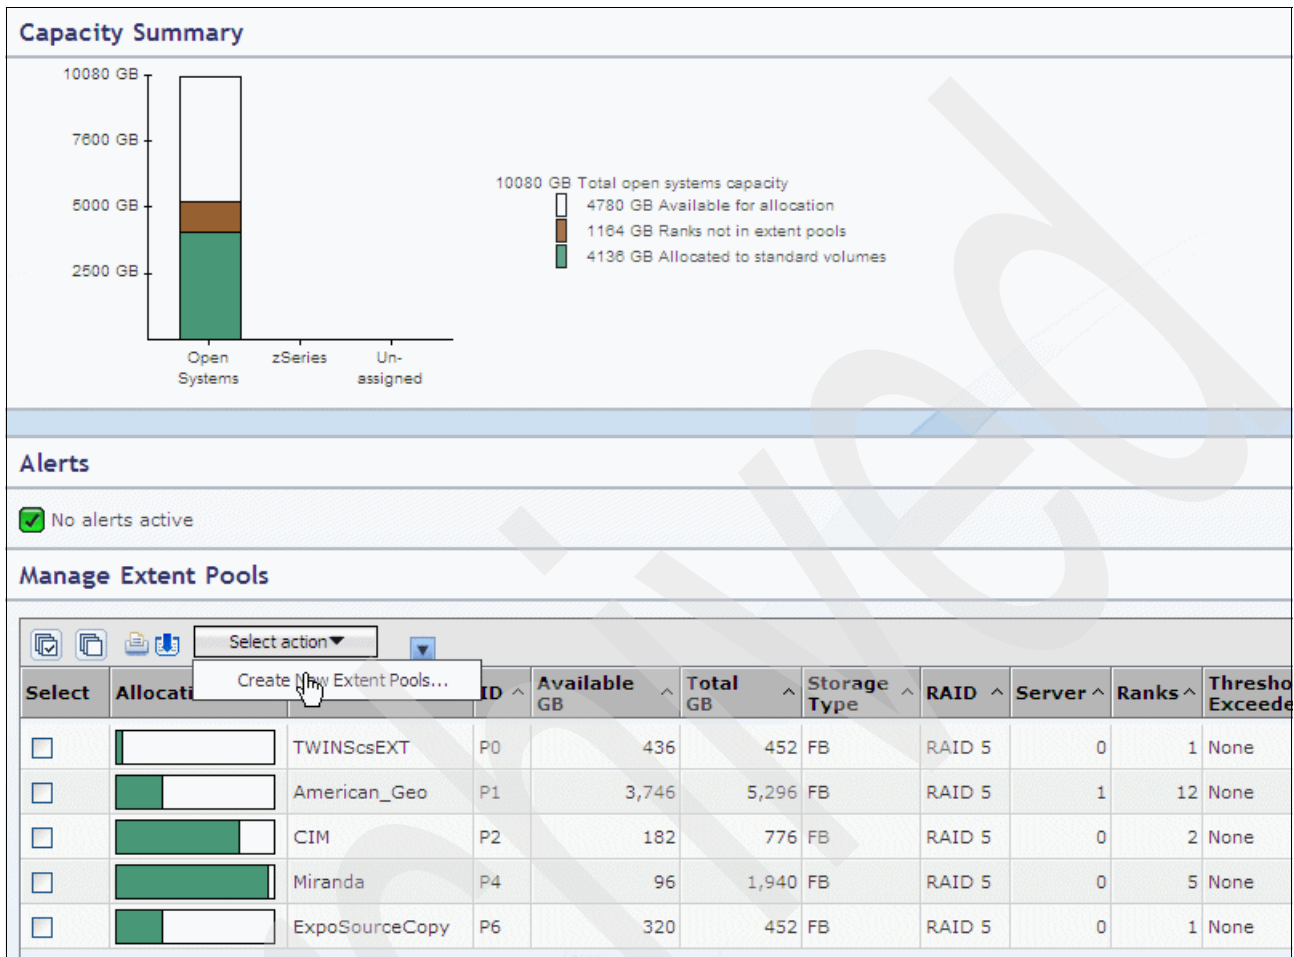 Capacity Summary
10080 GB
7600 GB
5000 GB
2500 GB
Open Systems
zSeries
Un-assigned
10080 GB Total open systems capacity
4780 GB Available for allocation
1164 GB Ranks not in extent pools
4136 GB Allocated to standard volumes
Alerts
No alerts active
Manage Extent Pools
Select action
Create New Extent Pools...
Select Allocati ID Available GB Total GB Storage Type RAID Server Ranks Thresho Exceede
TWINScsEXT P0 436 452 FB RAID 5 0 1 None
American_Geo P1 3,746 5,296 FB RAID 5 1 12 None
CIM P2 182 776 FB RAID 5 0 2 None
Miranda P4 96 1,940 FB RAID 5 0 5 None
ExpoSourceCopy P6 320 452 FB RAID 5 0 1 None